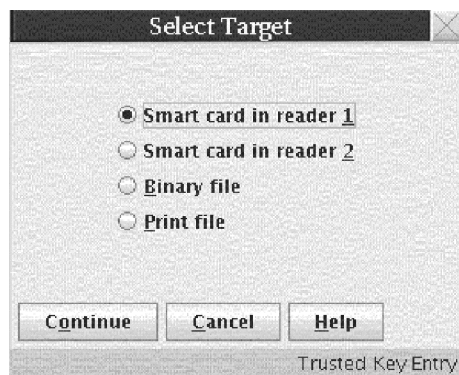 Select Target
Smart card in reader 1
Smart card in reader 2
Binary file
Print file
Continue Cancel Help
Trusted Key Entry